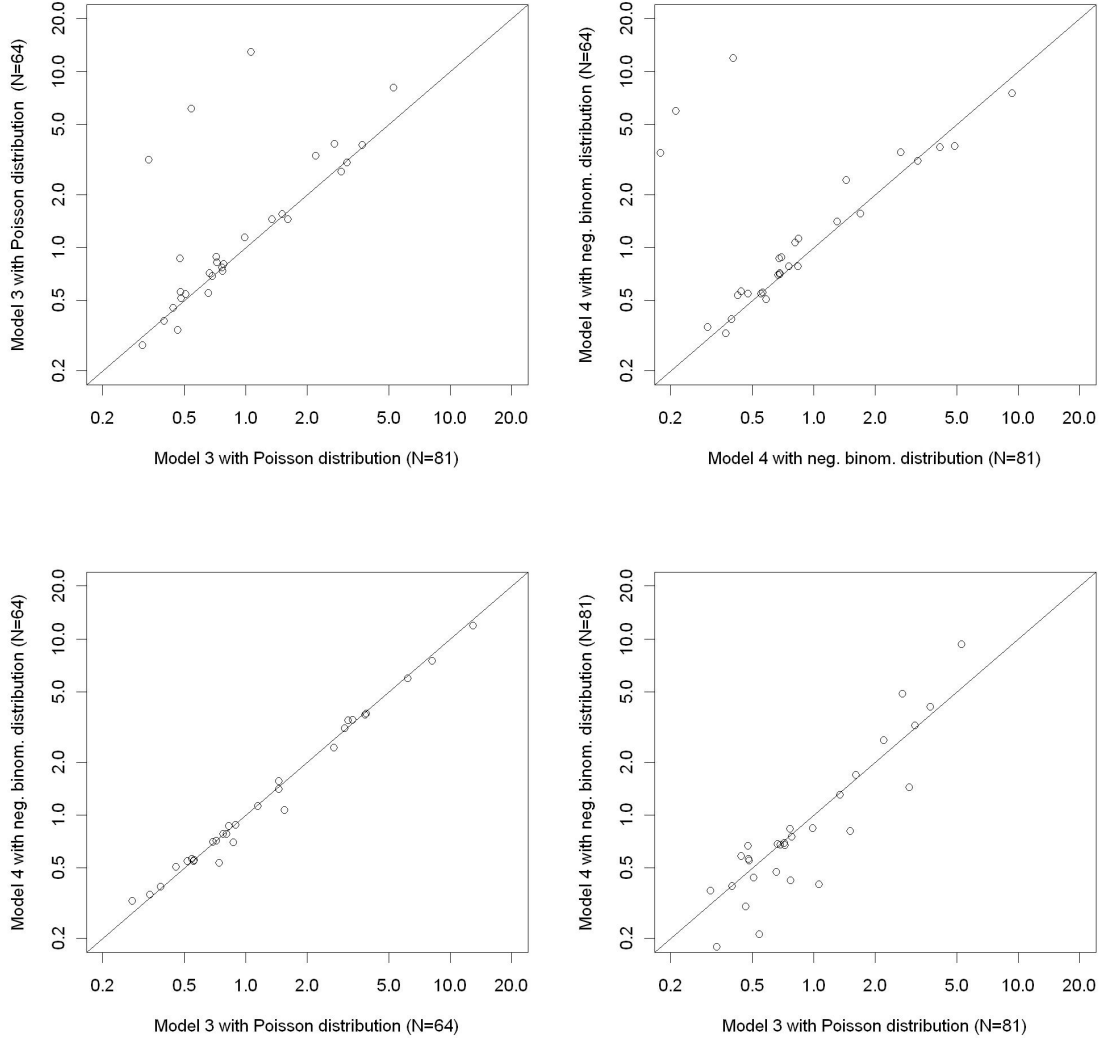 Model 3 with Poisson distribution (N=64)
20.0
10.0
5.0
2.0
1.0
0.5
0.2
0.2 0.5 1.0 2.0 5.0 10.0 20.0
Model 3 with Poisson distribution (N=81)
Model 4 with neg. binom. distribution (N=64)
20.0
10.0
5.0
2.0
1.0
0.5
0.2
0.2 0.5 1.0 2.0 5.0 10.0 20.0
Model 4 with neg. binom. distribution (N=81)
Model 4 with neg. binom. distribution (N=64)
20.0
10.0
5.0
2.0
1.0
0.5
0.2
0.2 0.5 1.0 2.0 5.0 10.0 20.0
Model 3 with Poisson distribution (N=64)
Model 4 with neg. binom. distribution (N=81)
20.0
10.0
5.0
2.0
1.0
0.5
0.2
0.2 0.5 1.0 2.0 5.0 10.0 20.0
Model 3 with Poisson distribution (N=81)